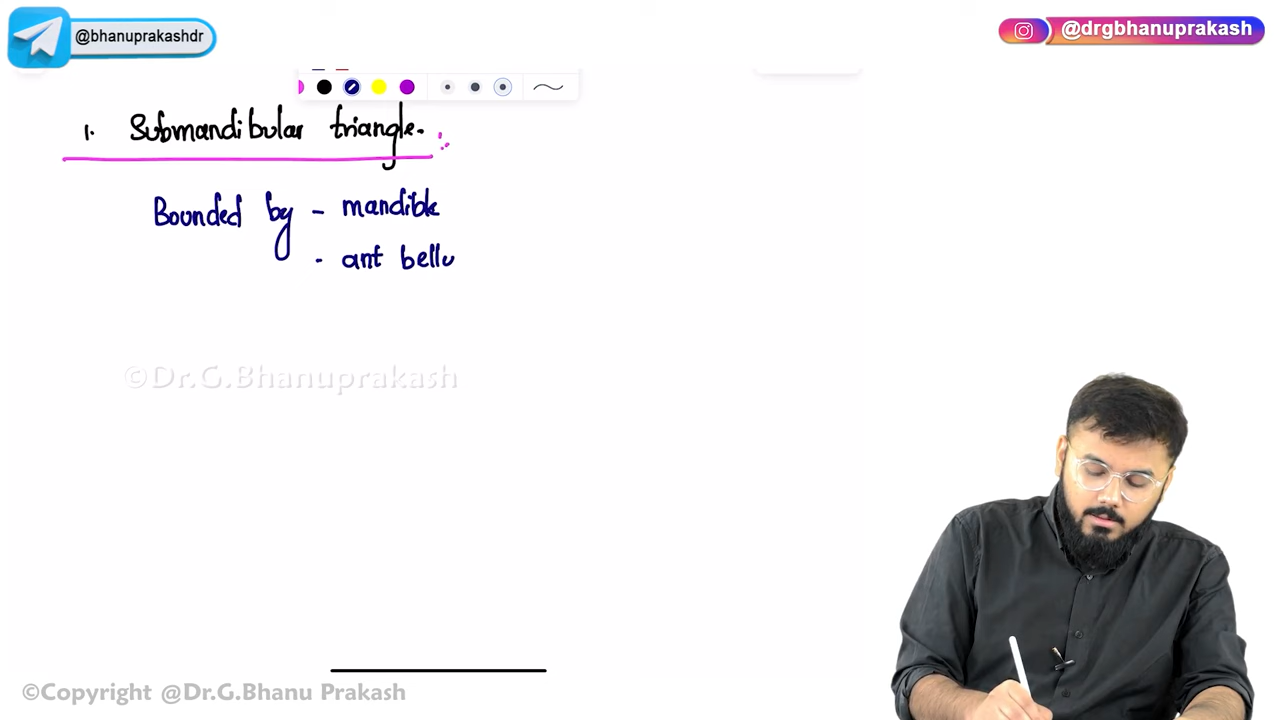 @bhanuprakashdr
@drgbhanuprakash
1. Submandibular triangle.
Bounded by - mandible
- ant bellu
©Dr.G.Bhanuprakash
©Copyright @Dr.G.Bhanu Prakash